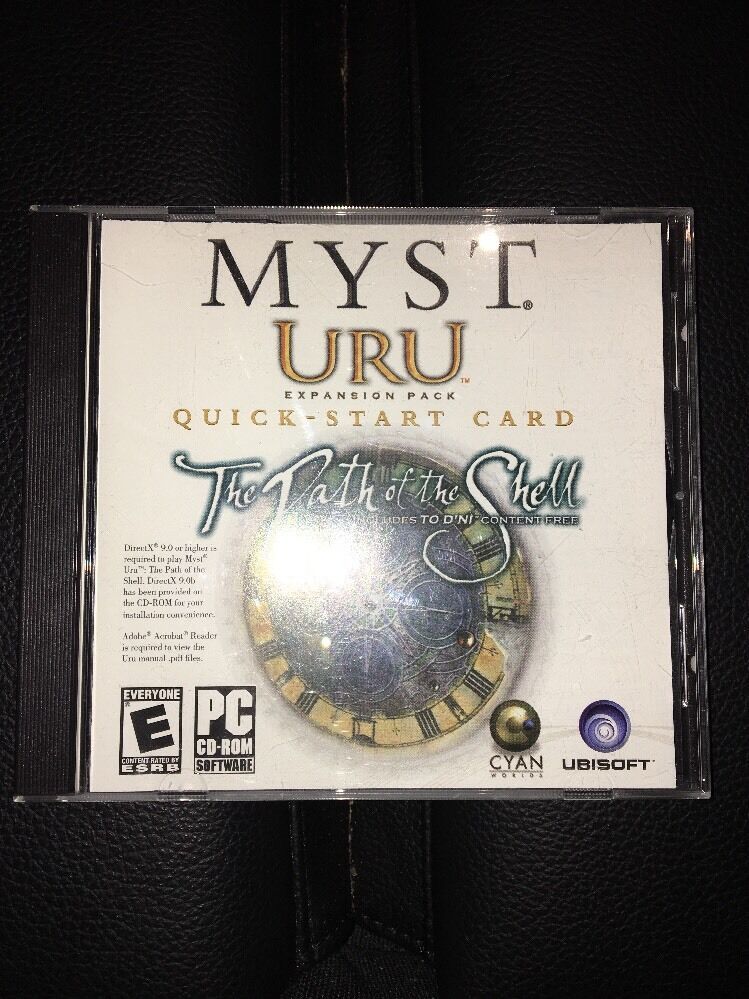 MYST®
URU™
EXPANSION PACK
QUICK-START CARD
The Path of the Shell
INCLUDES TO D'NI™ CONTENT FREE
DirectX® 9.0 or higher is
required to play Myst®
Uru™: The Path of the
Shell. DirectX 9.0b
has been provided on
the CD-ROM for your
installation convenience.
Adobe® Acrobat® Reader
is required to view the
Uru manual .pdf files.
EVERYONE
E
CONTENT RATED BY
ESRB
PC
CD-ROM
SOFTWARE
CYAN
WORLDS
UBISOFT™